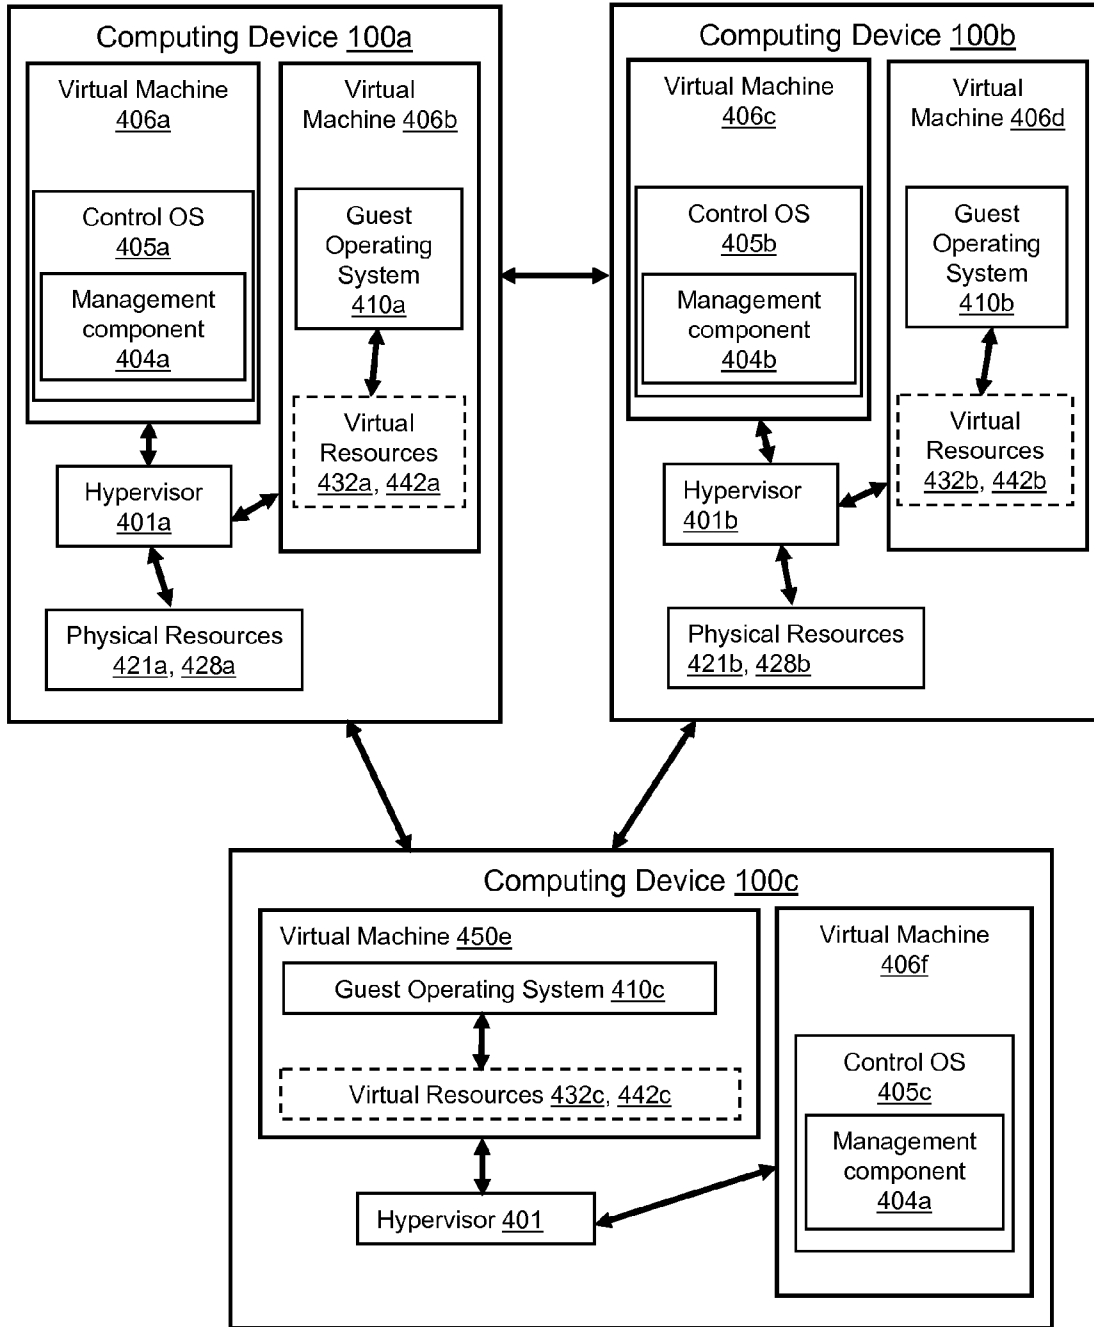 Computing Device 100a
Virtual Machine
406a
Control OS
405a
Management
component
404a
Virtual
Machine 406b
Guest
Operating
System
410a
Virtual
Resources
432a, 442a
Hypervisor
401a
Physical Resources
421a, 428a
Computing Device 100b
Virtual Machine
406c
Control OS
405b
Management
component
404b
Virtual
Machine 406d
Guest
Operating
System
410b
Virtual
Resources
432b, 442b
Hypervisor
401b
Physical Resources
421b, 428b
Computing Device 100c
Virtual Machine 450e
Guest Operating System 410c
Virtual Resources 432c, 442c
Hypervisor 401
Virtual Machine
406f
Control OS
405c
Management
component
404a